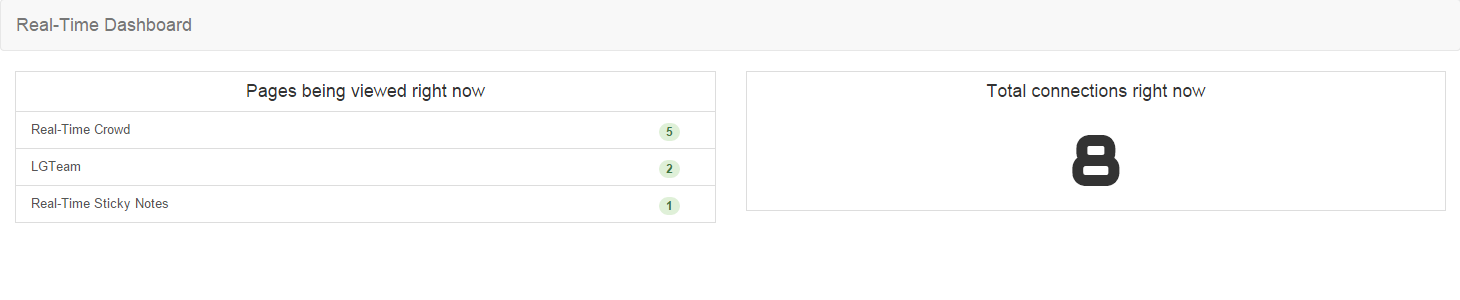 Real-Time Dashboard
Pages being viewed right now
Real-Time Crowd 5
LGTeam 2
Real-Time Sticky Notes 1
Total connections right now
8